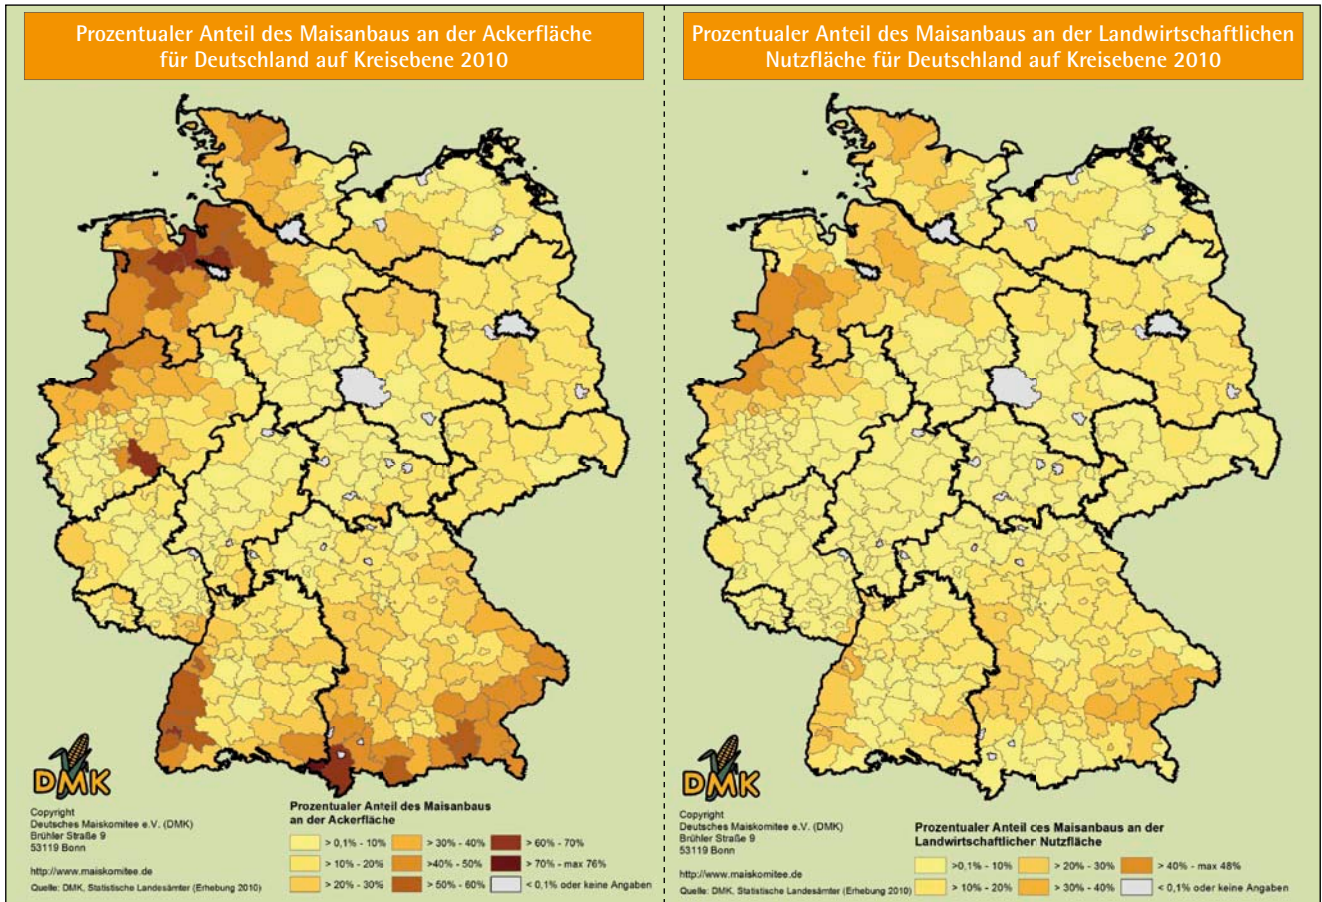 Prozentualer Anteil des Maisanbaus an der Ackerfläche
für Deutschland auf Kreisebene 2010
DMK
Copyright
Deutsches Maiskomitee e.V. (DMK)
Brühler Straße 9
53119 Bonn
http://www.maiskomitee.de
Quelle: DMK, Statistische Landesämter (Erhebung 2010)
Prozentualer Anteil des Maisanbaus
an der Ackerfläche
> 0,1% - 10%
> 10% - 20%
> 20% - 30%
> 30% - 40%
>40% - 50%
> 50% - 60%
> 60% - 70%
> 70% - max 76%
< 0,1% oder keine Angaben
Prozentualer Anteil des Maisanbaus an der Landwirtschaftlichen
Nutzfläche für Deutschland auf Kreisebene 2010
DMK
Copyright
Deutsches Maiskomitee e.V. (DMK)
Brühler Straße 9
53119 Bonn
http://www.maiskomitee.de
Quelle: DMK, Statistische Landesämter (Erhebung 2010)
Prozentualer Anteil ces Maisanbaus an der
Landwirtschaftlicher Nutzfläche
>0,1% - 10%
> 10% - 20%
> 20% - 30%
> 30% - 40%
> 40% - max 48%
< 0,1% oder keine Angaben